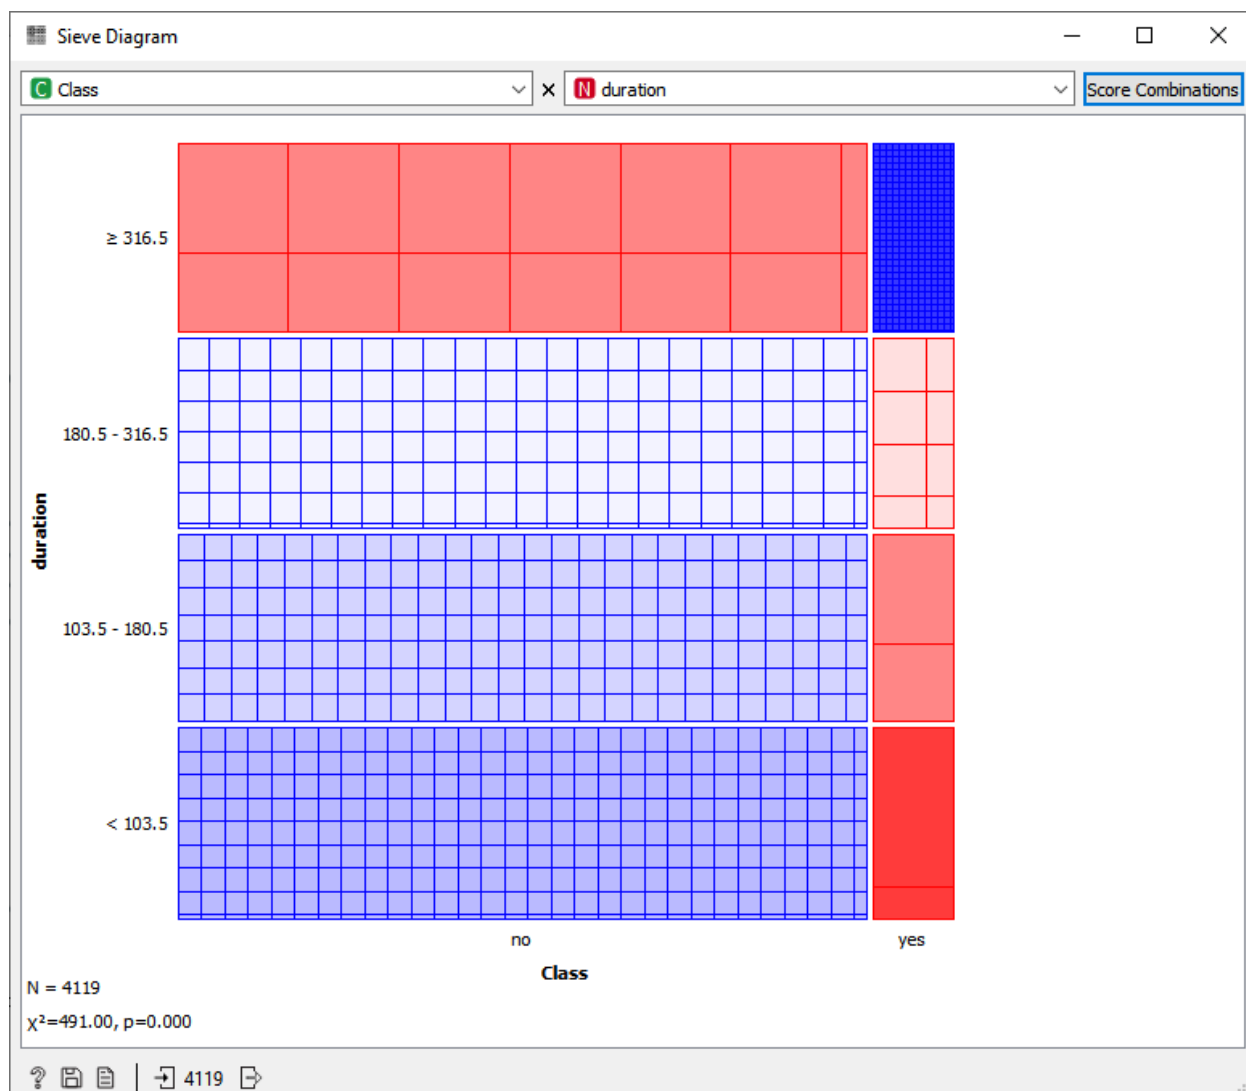 Sieve Diagram
C Class × N duration Score Combinations
≥ 316.5
180.5 - 316.5
duration
103.5 - 180.5
< 103.5
no yes
Class
N = 4119
χ²=491.00, p=0.000
? 4119